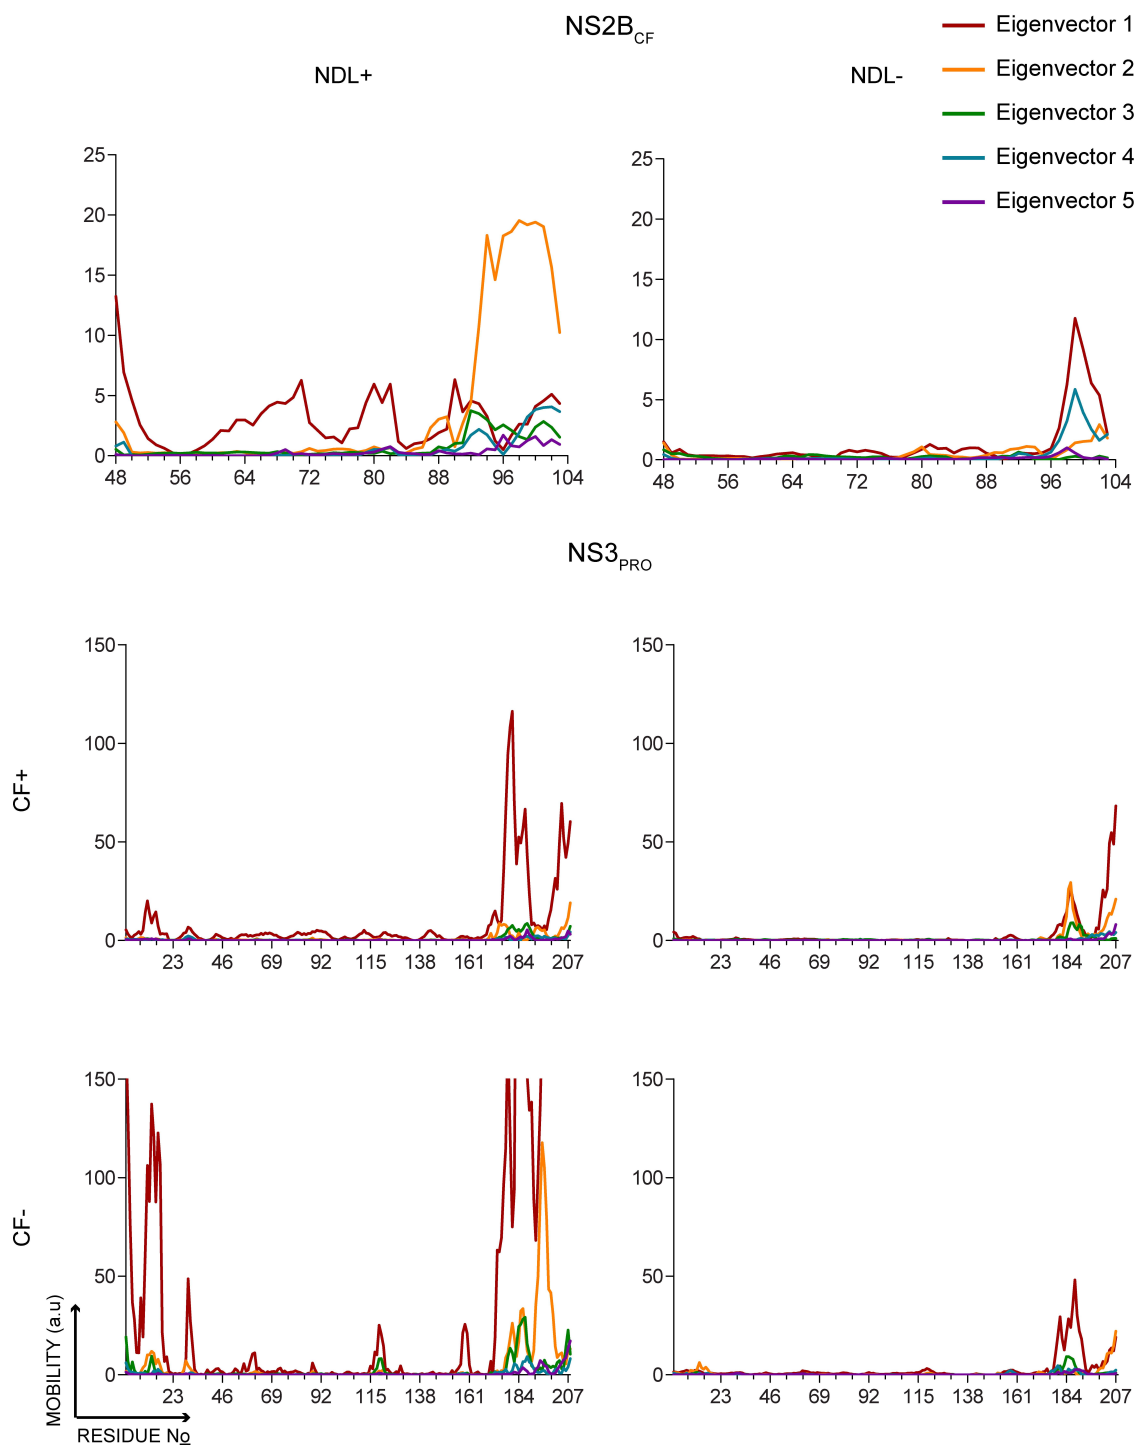 NS2BCF
Eigenvector 1
Eigenvector 2
Eigenvector 3
Eigenvector 4
Eigenvector 5
NDL+
NDL-
25
20
15
10
5
0
48 56 64 72 80 88 96 104
25
20
15
10
5
0
48 56 64 72 80 88 96 104
NS3PRO
CF+
150
100
50
0
23 46 69 92 115 138 161 184 207
150
100
50
0
23 46 69 92 115 138 161 184 207
CF-
150
100
50
0
23 46 69 92 115 138 161 184 207
150
100
50
0
23 46 69 92 115 138 161 184 207
MOBILITY (a.u)
RESIDUE No